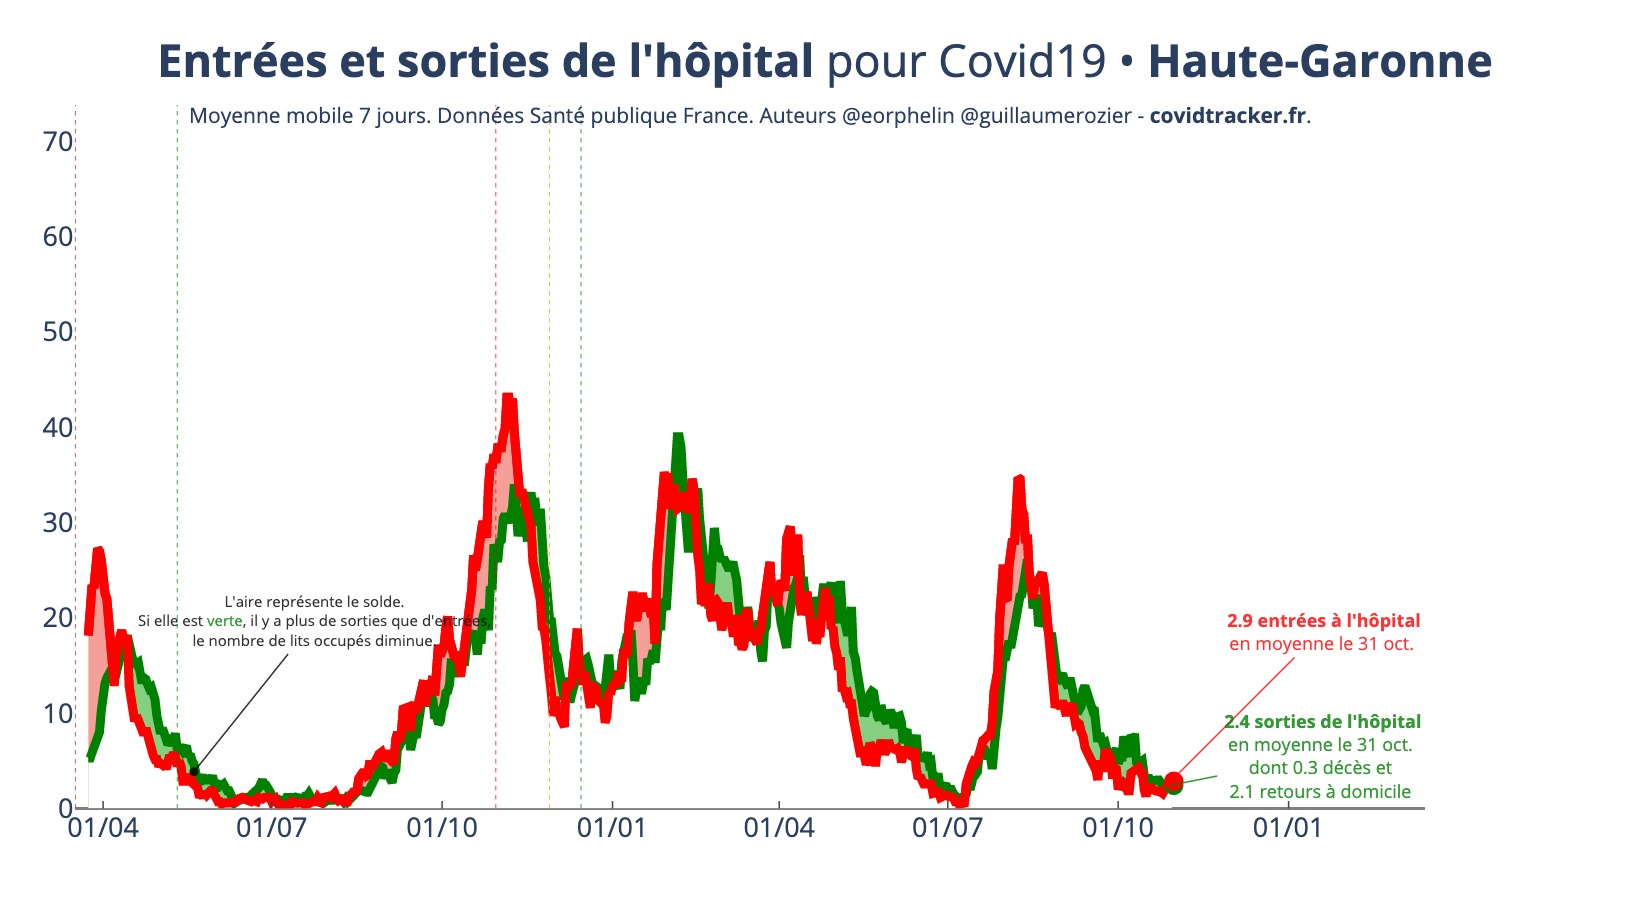 Entrées et sorties de l'hôpital pour Covid19 • Haute-Garonne
Moyenne mobile 7 jours. Données Santé publique France. Auteurs @eorphelin @guillaumerozier - covidtracker.fr.
70
60
50
40
30
20
10
0
L'aire représente le solde.
Si elle est verte, il y a plus de sorties que d'entrées,
le nombre de lits occupés diminue.
2.9 entrées à l'hôpital
en moyenne le 31 oct.
2.4 sorties de l'hôpital
en moyenne le 31 oct.
dont 0.3 décès et
2.1 retours à domicile
01/04
01/07
01/10
01/01
01/04
01/07
01/10
01/01